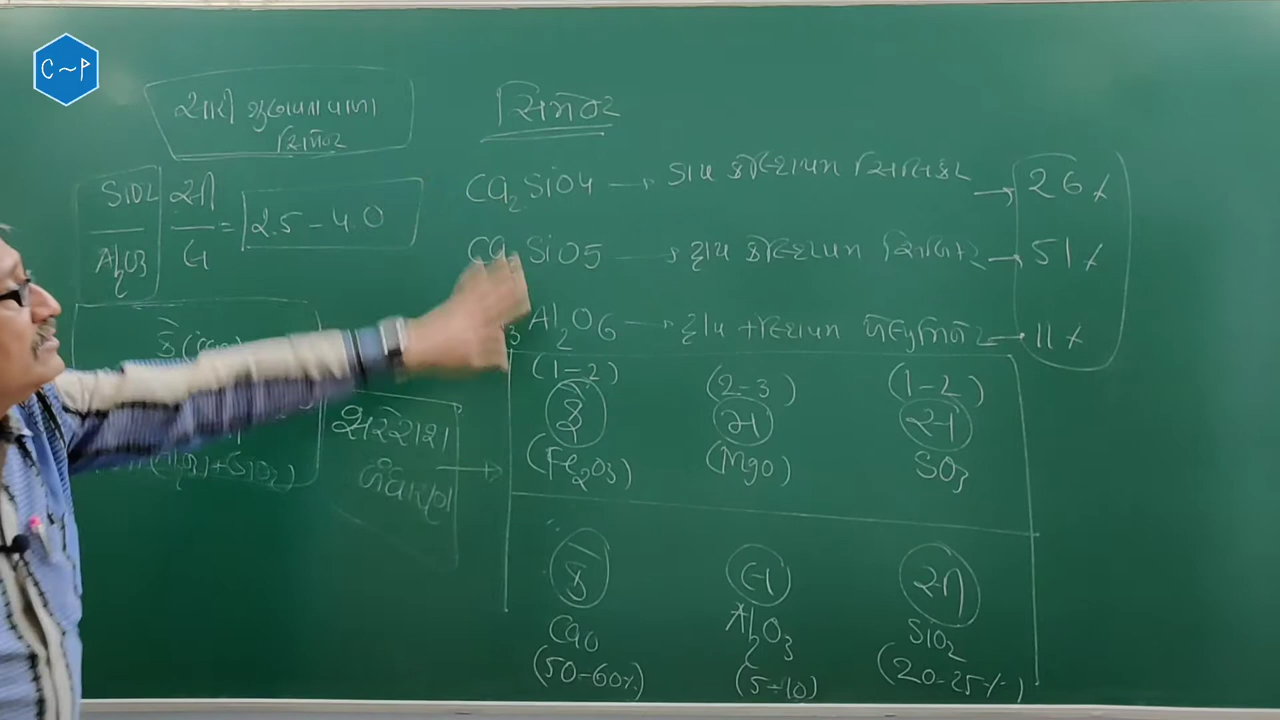 C~P
સારી ગુણવત્તાવાળા
સિમેન્ટ
SiO2 / Al2O3
સી / લ = 2.5 - 4.0
સિમેન્ટ
Ca2SiO4 → ડાય કેલ્શિયમ સિલિકેટ → 26%
SiO5 → ટ્રાય કેલ્શિયમ સિલિકેટ → 51%
Al2O6 → ટ્રાય કેલ્શિયમ એલ્યુમિનેટ → 11%
સરેરાશ
બંધારણ →
(1-2) (2-3) (1-2)
ફે મ સ
(Fe2O3) (MgO) SO3
કે લ સી
CaO Al2O3 SiO2
(50-60%) (5-10) (20-25%)